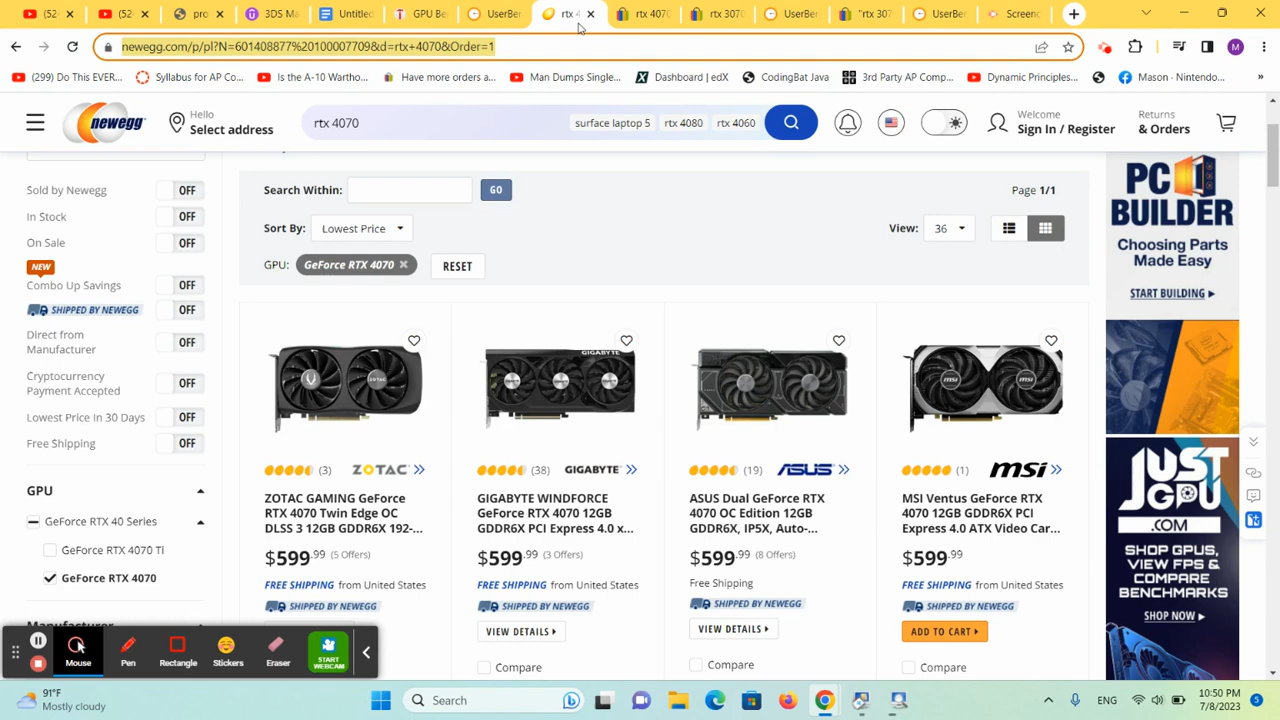 (52
(52
pro
3DS Ma
Untitled
GPU Be
UserBen
rtx 4
rtx 4070
rtx 3070
UserBen
"rtx 307
UserBen
Screenc
newegg.com/p/pl?N=601408877%20100007709&d=rtx+4070&Order=1
M
(299) Do This EVER...
Syllabus for AP Co...
Is the A-10 Wartho...
Have more orders a...
Man Dumps Single...
Dashboard | edX
CodingBat Java
3rd Party AP Comp...
Dynamic Principles...
Mason - Nintendo...
»
newegg
Hello
Select address
rtx 4070
surface laptop 5
rtx 4080
rtx 4060
Welcome
Sign In / Register
Returns
& Orders
Sold by Newegg OFF
In Stock OFF
On Sale OFF
NEW
Combo Up Savings OFF
SHIPPED BY NEWEGG OFF
Direct from
Manufacturer OFF
Cryptocurrency
Payment Accepted OFF
Lowest Price In 30 Days OFF
Free Shipping OFF
GPU
GeForce RTX 40 Series
GeForce RTX 4070 Ti
GeForce RTX 4070
Manufacturer
Search Within:
GO
Page 1/1
Sort By:
Lowest Price
View:
36
GPU:
GeForce RTX 4070
RESET
(3) ZOTAC
ZOTAC GAMING GeForce
RTX 4070 Twin Edge OC
DLSS 3 12GB GDDR6X 192-...
$599.99 (5 Offers)
FREE SHIPPING from United States
SHIPPED BY NEWEGG
GIGABYTE
(38) GIGABYTE
GIGABYTE WINDFORCE
GeForce RTX 4070 12GB
GDDR6X PCI Express 4.0 x...
$599.99 (3 Offers)
FREE SHIPPING from United States
SHIPPED BY NEWEGG
VIEW DETAILS
Compare
(19) ASUS
ASUS Dual GeForce RTX
4070 OC Edition 12GB
GDDR6X, IP5X, Auto-...
$599.99 (8 Offers)
Free Shipping
SHIPPED BY NEWEGG
VIEW DETAILS
Compare
msi
(1) msi
MSI Ventus GeForce RTX
4070 12GB GDDR6X PCI
Express 4.0 ATX Video Car...
$599.99
FREE SHIPPING from United States
SHIPPED BY NEWEGG
ADD TO CART
Compare
PC
BUILDER
Choosing Parts
Made Easy
START BUILDING
JUST
GPU
.COM
SHOP GPUS,
VIEW FPS &
COMPARE
BENCHMARKS
SHOP NOW
Mouse
Pen
Rectangle
Stickers
Eraser
START
WEBCAM
91°F
Mostly cloudy
Search
ENG
10:50 PM
7/8/2023
5